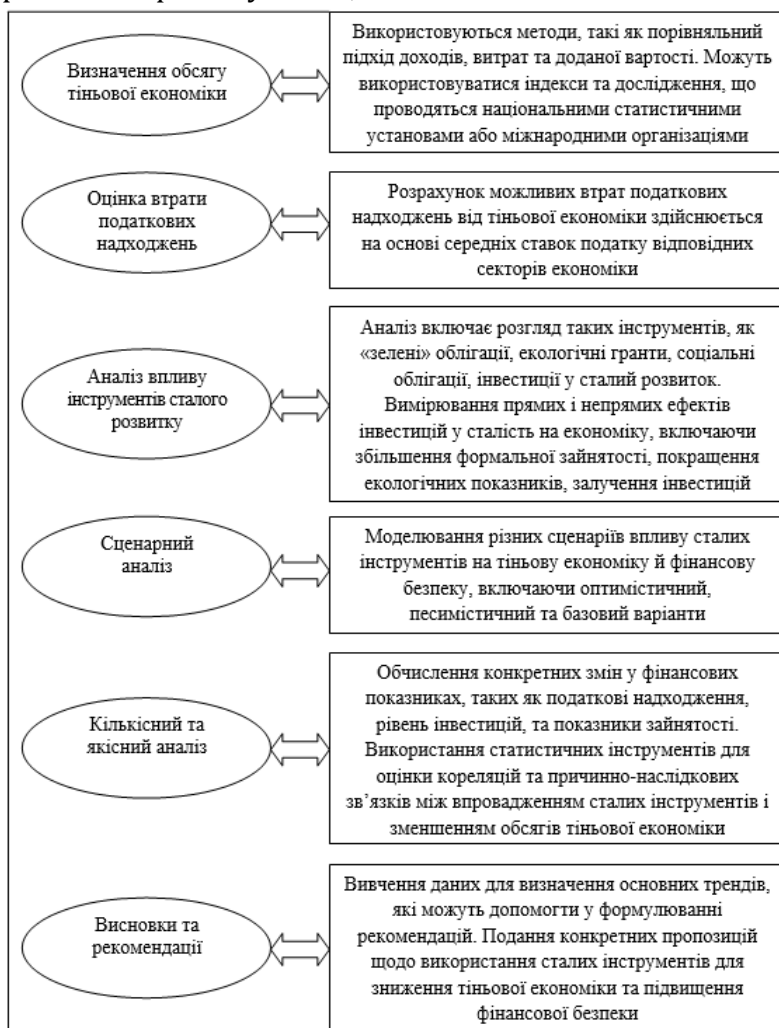 Визначення обсягу
тіньової економіки
Використовуються методи, такі як порівняльний
підхід доходів, витрат та доданої вартості. Можуть
використовуватися індекси та дослідження, що
проводяться національними статистичними
установами або міжнародними організаціями
Оцінка втрати
податкових
надходжень
Розрахунок можливих втрат податкових
надходжень від тіньової економіки здійснюється
на основі середніх ставок податку відповідних
секторів економіки
Аналіз впливу
інструментів сталого
розвитку
Аналіз включає розгляд таких інструментів, як
«зелені» облігації, екологічні гранти, соціальні
облігації, інвестиції у сталий розвиток.
Вимірювання прямих і непрямих ефектів
інвестицій у сталість на економіку, включаючи
збільшення формальної зайнятості, покращення
екологічних показників, залучення інвестицій
Сценарний
аналіз
Моделювання різних сценаріїв впливу сталих
інструментів на тіньову економіку й фінансову
безпеку, включаючи оптимістичний,
песимістичний та базовий варіанти
Кількісний та
якісний аналіз
Обчислення конкретних змін у фінансових
показниках, таких як податкові надходження,
рівень інвестицій, та показники зайнятості.
Використання статистичних інструментів для
оцінки кореляцій та причинно-наслідкових
зв’язків між впровадженням сталих інструментів і
зменшенням обсягів тіньової економіки
Висновки та
рекомендації
Вивчення даних для визначення основних трендів,
які можуть допомогти у формулюванні
рекомендацій. Подання конкретних пропозицій
щодо використання сталих інструментів для
зниження тіньової економіки та підвищення
фінансової безпеки